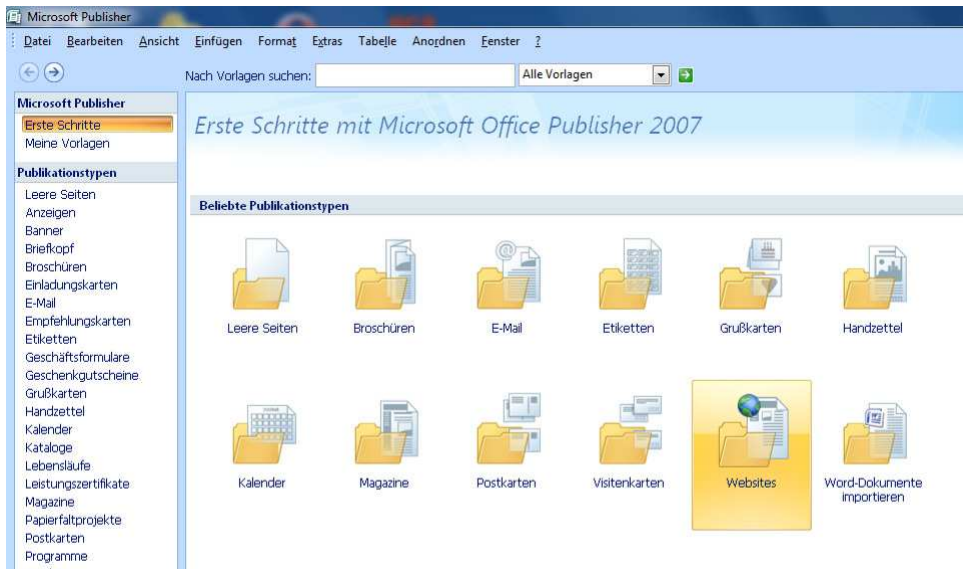 Microsoft Publisher
Datei Bearbeiten Ansicht Einfügen Format Extras Tabelle Anordnen Fenster ?
Nach Vorlagen suchen: Alle Vorlagen
Microsoft Publisher
Erste Schritte
Meine Vorlagen
Publikationstypen
Leere Seiten
Anzeigen
Banner
Briefkopf
Broschüren
Einladungskarten
E-Mail
Empfehlungskarten
Etiketten
Geschäftsformulare
Geschenkgutscheine
Grußkarten
Handzettel
Kalender
Kataloge
Lebensläufe
Leistungszertifikate
Magazine
Papierfaltprojekte
Postkarten
Programme
Erste Schritte mit Microsoft Office Publisher 2007
Beliebte Publikationstypen
Leere Seiten Broschüren E-Mail Etiketten Grußkarten Handzettel
Kalender Magazine Postkarten Visitenkarten Websites Word-Dokumente
importieren